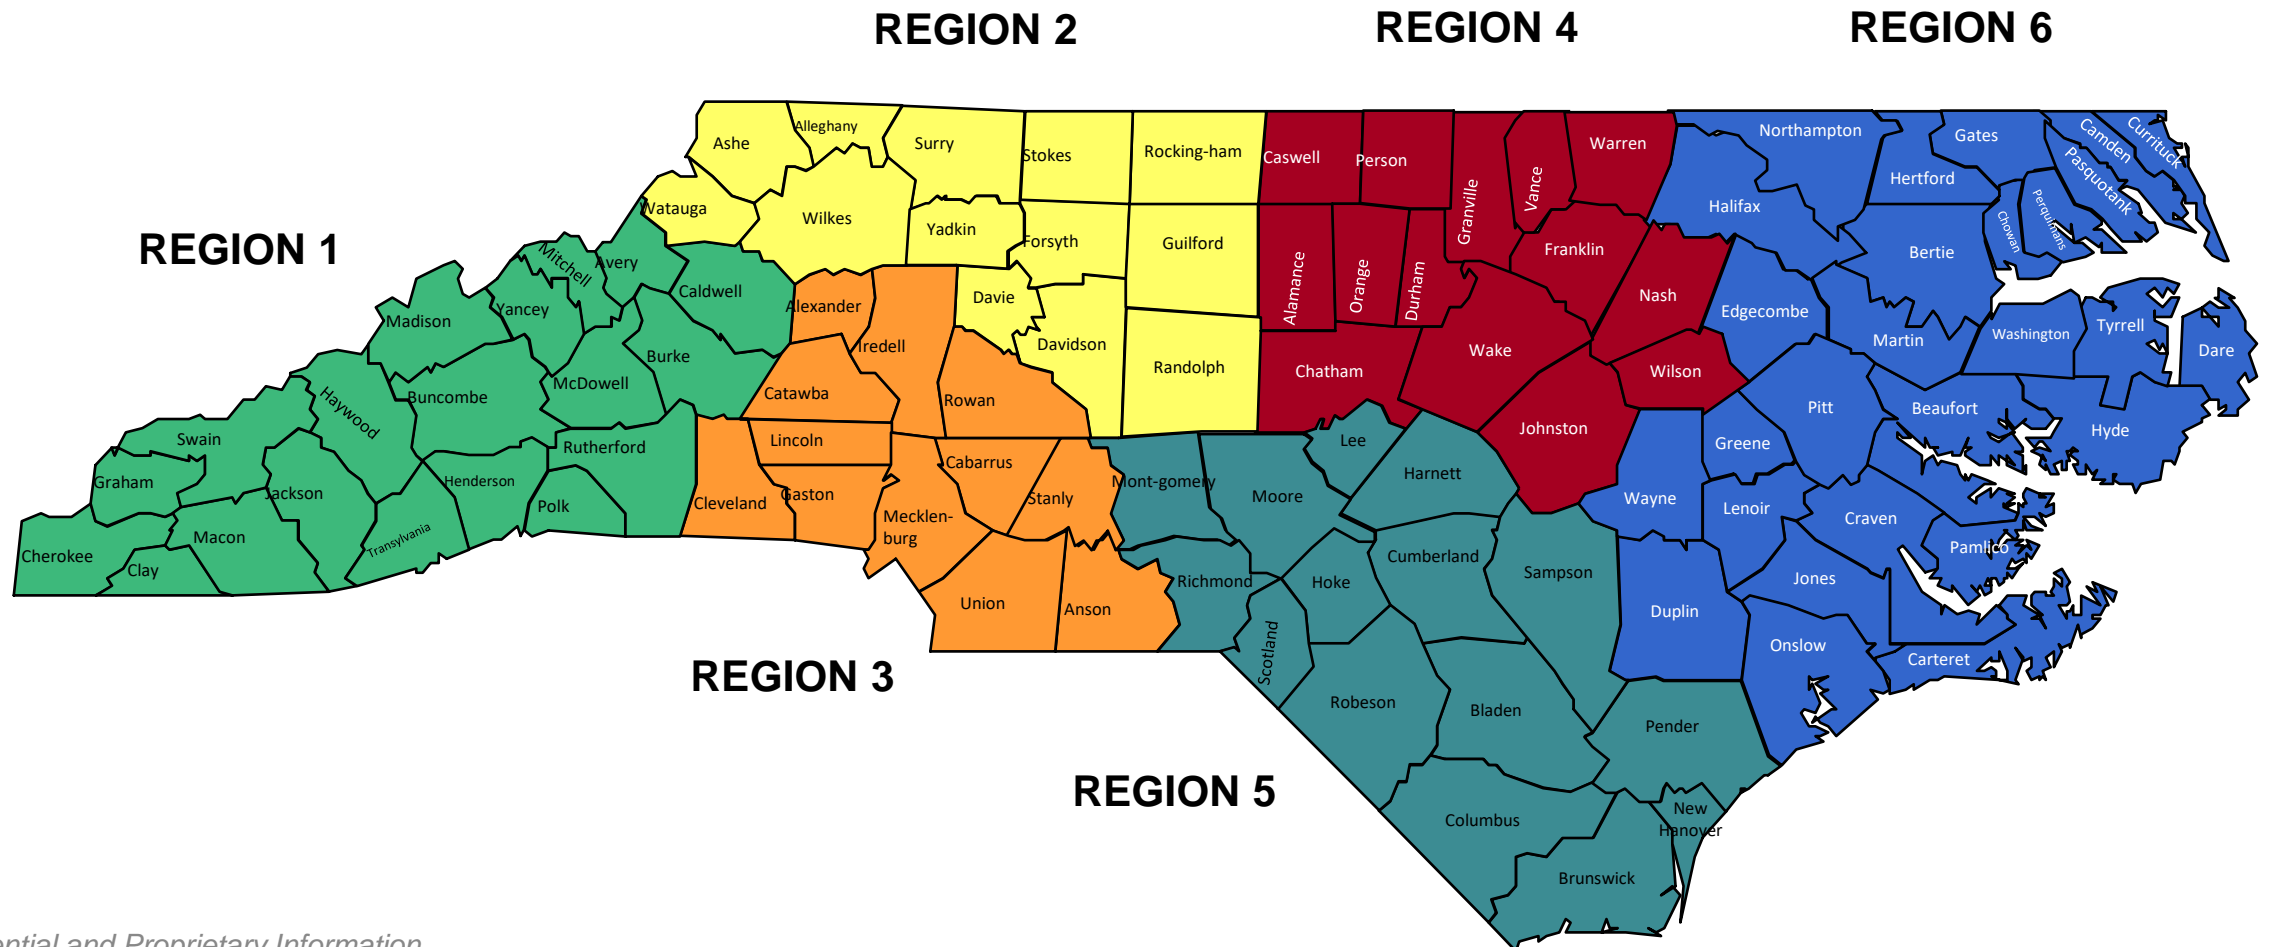 REGION 2
REGION 4
REGION 6
REGION 1
REGION 3
REGION 5
Ashe
Alleghany
Surry
Stokes
Rocking-ham
Watauga
Wilkes
Yadkin
Forsyth
Guilford
Davie
Davidson
Randolph
Caswell
Person
Granville
Vance
Warren
Alamance
Orange
Durham
Franklin
Nash
Chatham
Wake
Wilson
Johnston
Northampton
Gates
Camden
Currituck
Pasquotank
Hertford
Halifax
Perquimans
Chowan
Bertie
Edgecombe
Martin
Washington
Tyrrell
Dare
Pitt
Beaufort
Hyde
Greene
Wayne
Lenoir
Craven
Pamlico
Jones
Duplin
Onslow
Carteret
Mitchell
Avery
Caldwell
Yancey
Madison
Burke
McDowell
Buncombe
Haywood
Rutherford
Swain
Graham
Jackson
Henderson
Polk
Transylvania
Macon
Cherokee
Clay
Alexander
Iredell
Catawba
Rowan
Lincoln
Cabarrus
Gaston
Cleveland
Stanly
Mecklen-
burg
Union
Anson
Lee
Harnett
Mont-gomery
Moore
Richmond
Hoke
Cumberland
Sampson
Scotland
Robeson
Bladen
Pender
Columbus
New
Hanover
Brunswick
ential and Proprietary Information